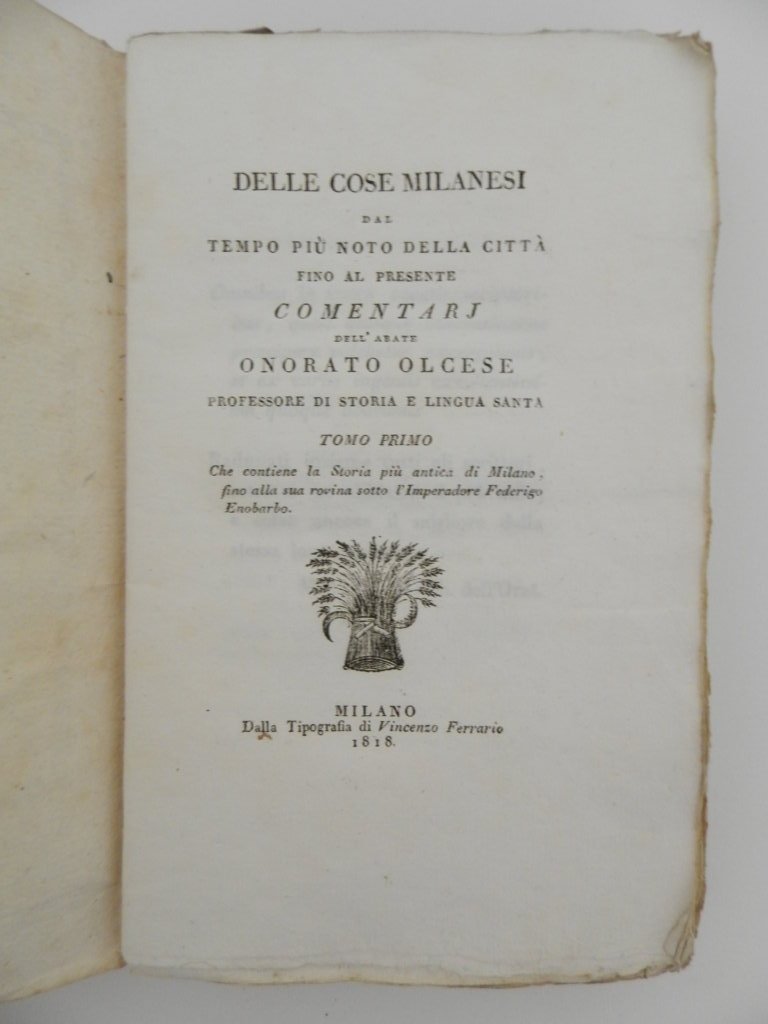 DELLE COSE MILANESI
DAL
TEMPO PIÙ NOTO DELLA CITTÀ
FINO AL PRESENTE
COMENTARJ
DELL' ABATE
ONORATO OLCESE
PROFESSORE DI STORIA E LINGUA SANTA
TOMO PRIMO
Che contiene la Storia più antica di Milano,
fino alla sua rovina sotto l'Imperadore Federigo
Enobarbo.
MILANO
Dalla Tipografia di Vincenzo Ferrario
1818.